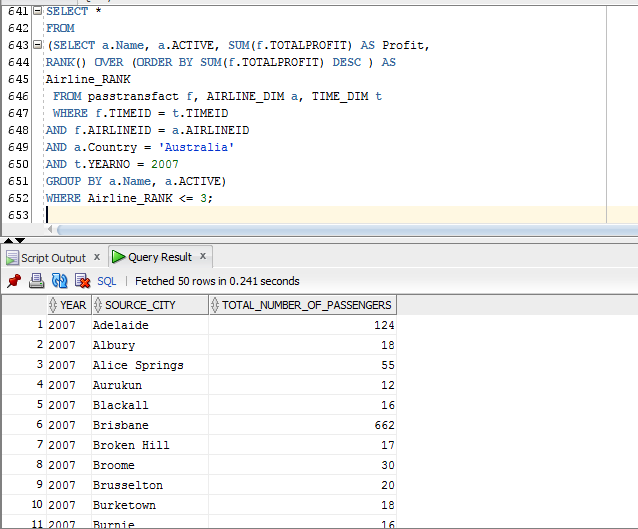 641 SELECT *
642 FROM
643 (SELECT a.Name, a.ACTIVE, SUM(f.TOTALPROFIT) AS Profit,
644 RANK() OVER (ORDER BY SUM(f.TOTALPROFIT) DESC ) AS
645 Airline_RANK
646 FROM passtransfact f, AIRLINE_DIM a, TIME_DIM t
647 WHERE f.TIMEID = t.TIMEID
648 AND f.AIRLINEID = a.AIRLINEID
649 AND a.Country = 'Australia'
650 AND t.YEARNO = 2007
651 GROUP BY a.Name, a.ACTIVE)
652 WHERE Airline_RANK <= 3;
653
Script Output x Query Result x
SQL | Fetched 50 rows in 0.241 seconds
YEAR SOURCE_CITY TOTAL_NUMBER_OF_PASSENGERS
1 2007 Adelaide 124
2 2007 Albury 18
3 2007 Alice Springs 55
4 2007 Aurukun 12
5 2007 Blackall 16
6 2007 Brisbane 662
7 2007 Broken Hill 17
8 2007 Broome 30
9 2007 Brusselton 20
10 2007 Burketown 18
11 2007 Burnie 16